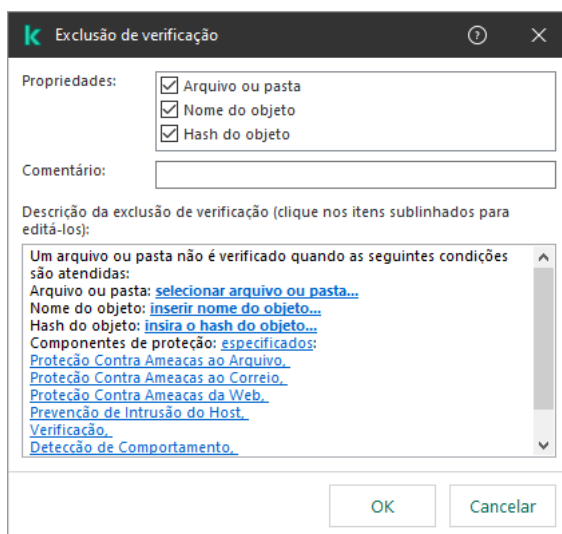 Exclusão de verificação
Propriedades:
Arquivo ou pasta
Nome do objeto
Hash do objeto
Comentário:
Descrição da exclusão de verificação (clique nos itens sublinhados para
editá-los):
Um arquivo ou pasta não é verificado quando as seguintes condições
são atendidas:
Arquivo ou pasta: selecionar arquivo ou pasta...
Nome do objeto: inserir nome do objeto...
Hash do objeto: insira o hash do objeto...
Componentes de proteção: especificados:
Proteção Contra Ameaças ao Arquivo,
Proteção Contra Ameaças ao Correio,
Proteção Contra Ameaças da Web,
Prevenção de Intrusão do Host,
Verificação,
Detecção de Comportamento,
OK Cancelar